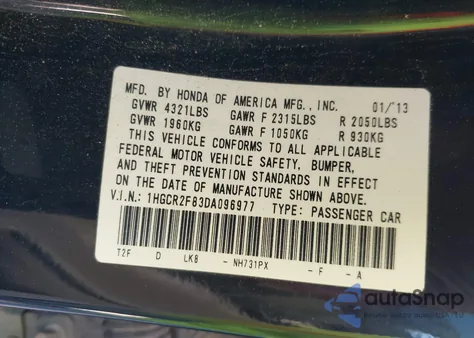 MFD. BY HONDA OF AMERICA MFG., INC. 01/13
GVWR 4321LBS GAWR F 2315LBS R 2050LBS
GVWR 1960KG GAWR F 1050KG R 930KG
THIS VEHICLE CONFORMS TO ALL APPLICABLE
FEDERAL MOTOR VEHICLE SAFETY, BUMPER,
AND THEFT PREVENTION STANDARDS IN EFFECT
ON THE DATE OF MANUFACTURE SHOWN ABOVE.
V.I.N.: 1HGCR2F83DA096977 TYPE: PASSENGER CAR
T2F D LK8 - NH731PX - F - A
autoSnap